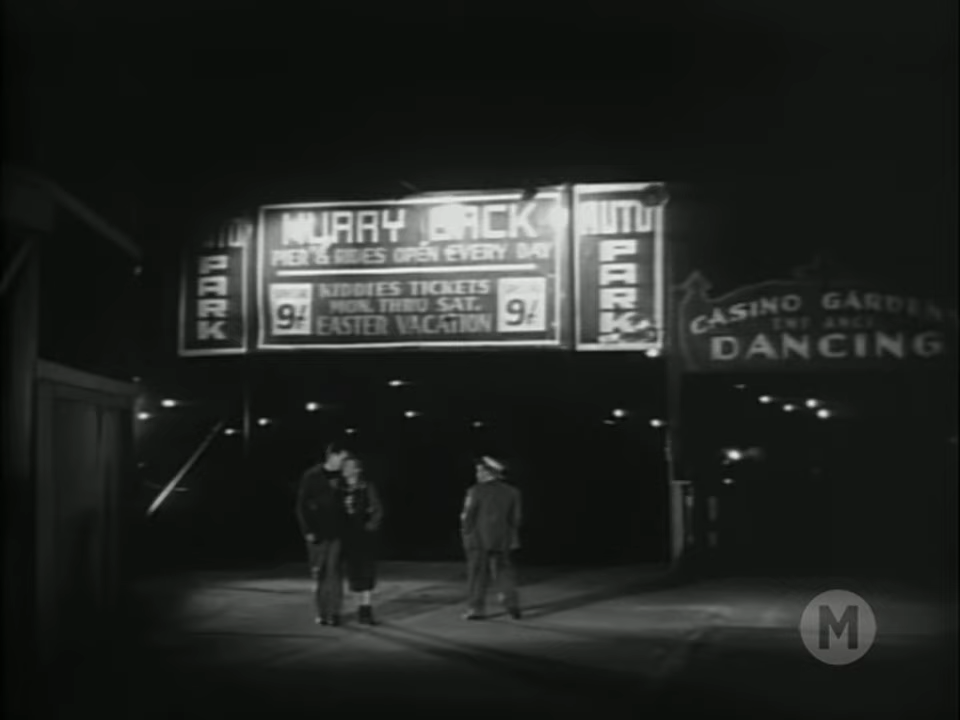 AUTO
PARK
HURRY BACK
PIER & RIDES OPEN EVERY DAY
KIDDIES TICKETS
MON. THRU SAT.
EASTER VACATION
9¢
9¢
AUTO
PARK
CASINO GARDENS
DANCING
M